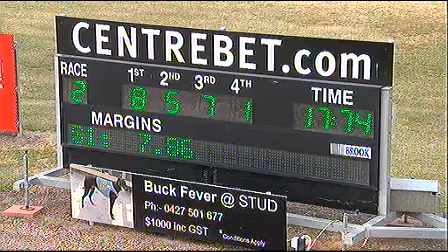 CENTREBET.com
RACE 1ST 2ND 3RD 4TH TIME
2 8 5 7 1 17:74
MARGINS
S1: 7.86
BROOK
Buck Fever @ STUD
Ph:- 0427 501 677
$1000 inc GST
Conditions Apply